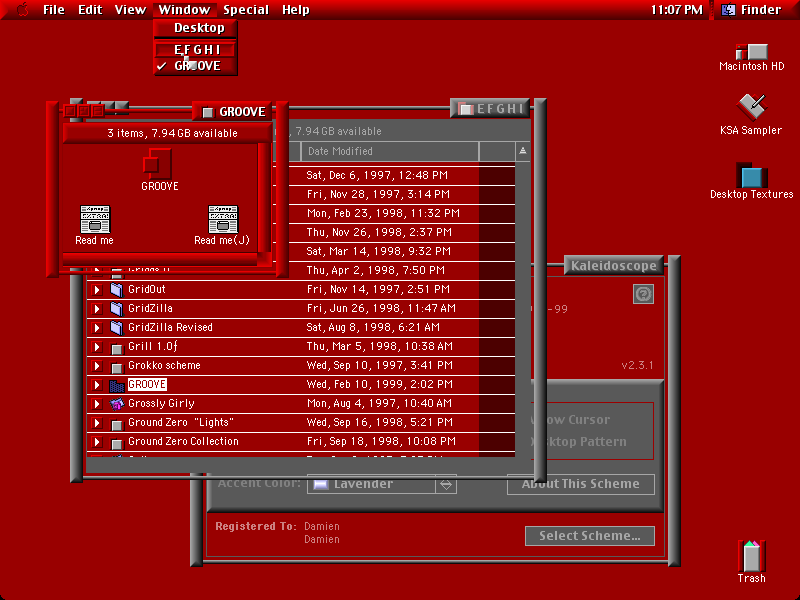 File Edit View Window Special Help 11:07 PM Finder
Desktop
E F G H I
GROOVE
Macintosh HD
KSA Sampler
Desktop Textures
GROOVE
3 items, 7.94 GB available
GROOVE
Read me
Read me(J)
E F G H I
, 7.94 GB available
Date Modified
Sat, Dec 6, 1997, 12:48 PM
Fri, Nov 28, 1997, 3:14 PM
Mon, Feb 23, 1998, 11:32 PM
Thu, Nov 26, 1998, 2:37 PM
Sat, Mar 14, 1998, 9:32 PM
Thu, Apr 2, 1998, 7:50 PM
GridOut Fri, Nov 14, 1997, 2:51 PM
GridZilla Fri, Jun 26, 1998, 11:47 AM
GridZilla Revised Sat, Aug 8, 1998, 6:21 AM
Grill 1.0ƒ Thu, Mar 5, 1998, 10:38 AM
Grokko scheme Wed, Sep 10, 1997, 3:41 PM
GROOVE Wed, Feb 10, 1999, 2:02 PM
Grossly Girly Mon, Aug 4, 1997, 10:40 AM
Ground Zero "Lights" Wed, Sep 16, 1998, 5:21 PM
Ground Zero Collection Fri, Sep 18, 1998, 10:08 PM
Kaleidoscope
-99
v2.3.1
Cursor
Desktop Pattern
Accent Color: Lavender About This Scheme
Registered To: Damien
Damien
Select Scheme...
Trash